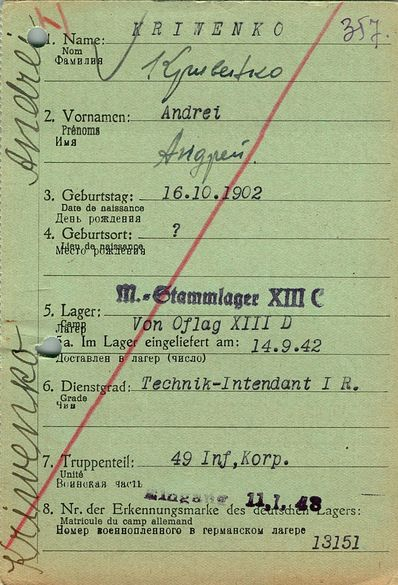 1. Name: KRIWENKO 357.
Nom
Фамилия
Кривенко
2. Vornamen: Andrei
Prénoms
Имя
Андрей.
3. Geburtstag: 16.10.1902
Date de naissance
День рождения
4. Geburtsort: ?
Lieu de naissance
Место рождения
M.-Stammlager XIII C
5. Lager: Von Oflag XIII D
Camp
Лагерь
5a. Im Lager eingeliefert am: 14.9.42
Доставлен в лагерь (число)
6. Dienstgrad: Technik-Intendant I R.
Grade
Чин
7. Truppenteil: 49 Inf,Korp.
Unité
Воинская часть
Eingang 11.1.43
8. Nr. der Erkennungsmarke des deutschen Lagers:
Matricule du camp allemand
Номер военнопленного в германском лагере
13151
Kriwenko Andrei